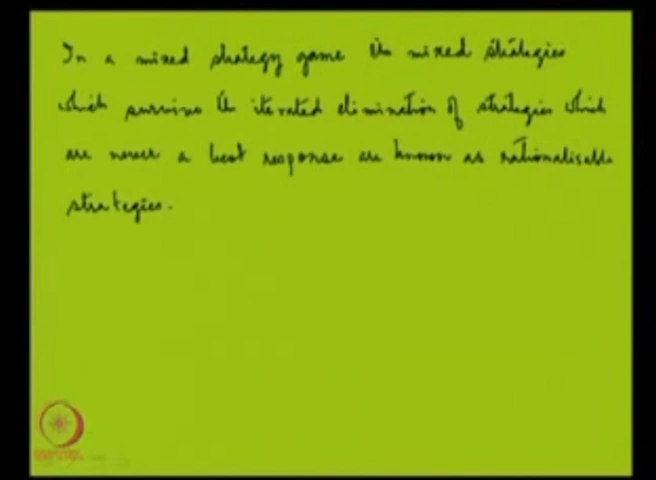 In a mixed strategy game the mixed strategies
which survives the iterated elimination of strategies which
are never a best response are known as rationalisable
strategies.